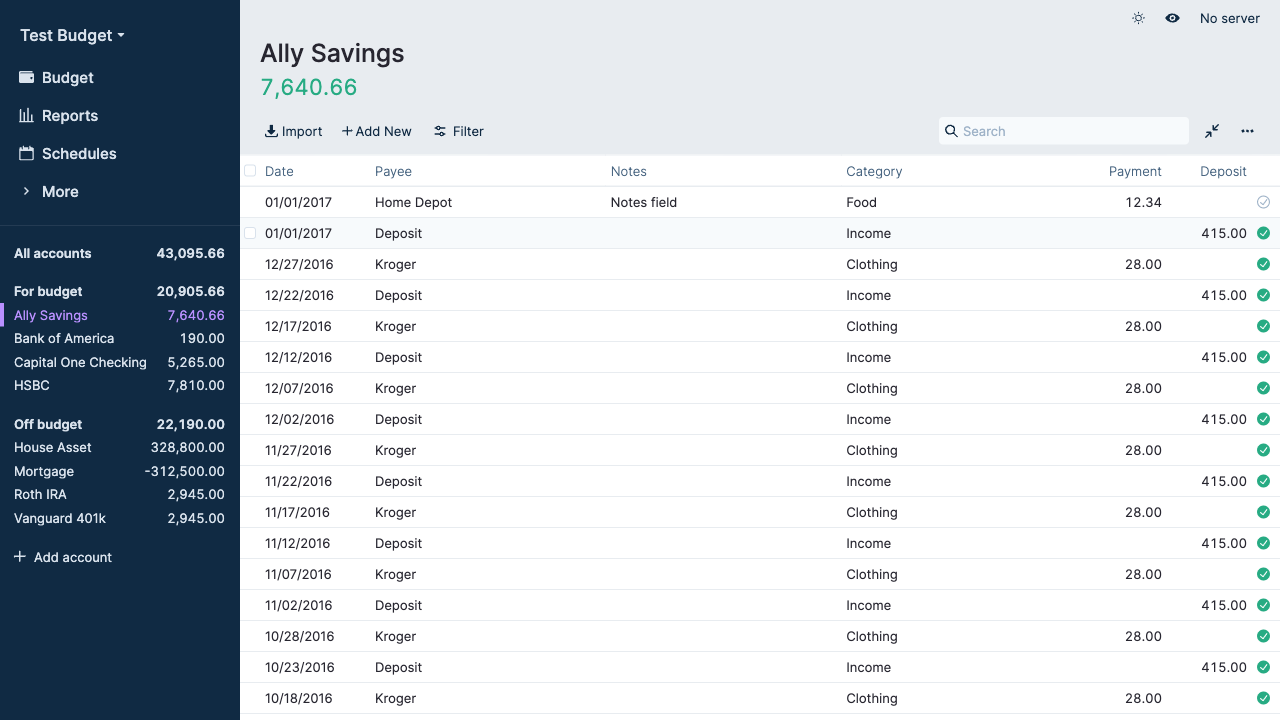 Test Budget
Budget
Reports
Schedules
More
All accounts 43,095.66
For budget 20,905.66
Ally Savings 7,640.66
Bank of America 190.00
Capital One Checking 5,265.00
HSBC 7,810.00
Off budget 22,190.00
House Asset 328,800.00
Mortgage -312,500.00
Roth IRA 2,945.00
Vanguard 401k 2,945.00
Add account
No server
Ally Savings
7,640.66
Import Add New Filter Search
Date Payee Notes Category Payment Deposit
01/01/2017 Home Depot Notes field Food 12.34
01/01/2017 Deposit Income 415.00
12/27/2016 Kroger Clothing 28.00
12/22/2016 Deposit Income 415.00
12/17/2016 Kroger Clothing 28.00
12/12/2016 Deposit Income 415.00
12/07/2016 Kroger Clothing 28.00
12/02/2016 Deposit Income 415.00
11/27/2016 Kroger Clothing 28.00
11/22/2016 Deposit Income 415.00
11/17/2016 Kroger Clothing 28.00
11/12/2016 Deposit Income 415.00
11/07/2016 Kroger Clothing 28.00
11/02/2016 Deposit Income 415.00
10/28/2016 Kroger Clothing 28.00
10/23/2016 Deposit Income 415.00
10/18/2016 Kroger Clothing 28.00